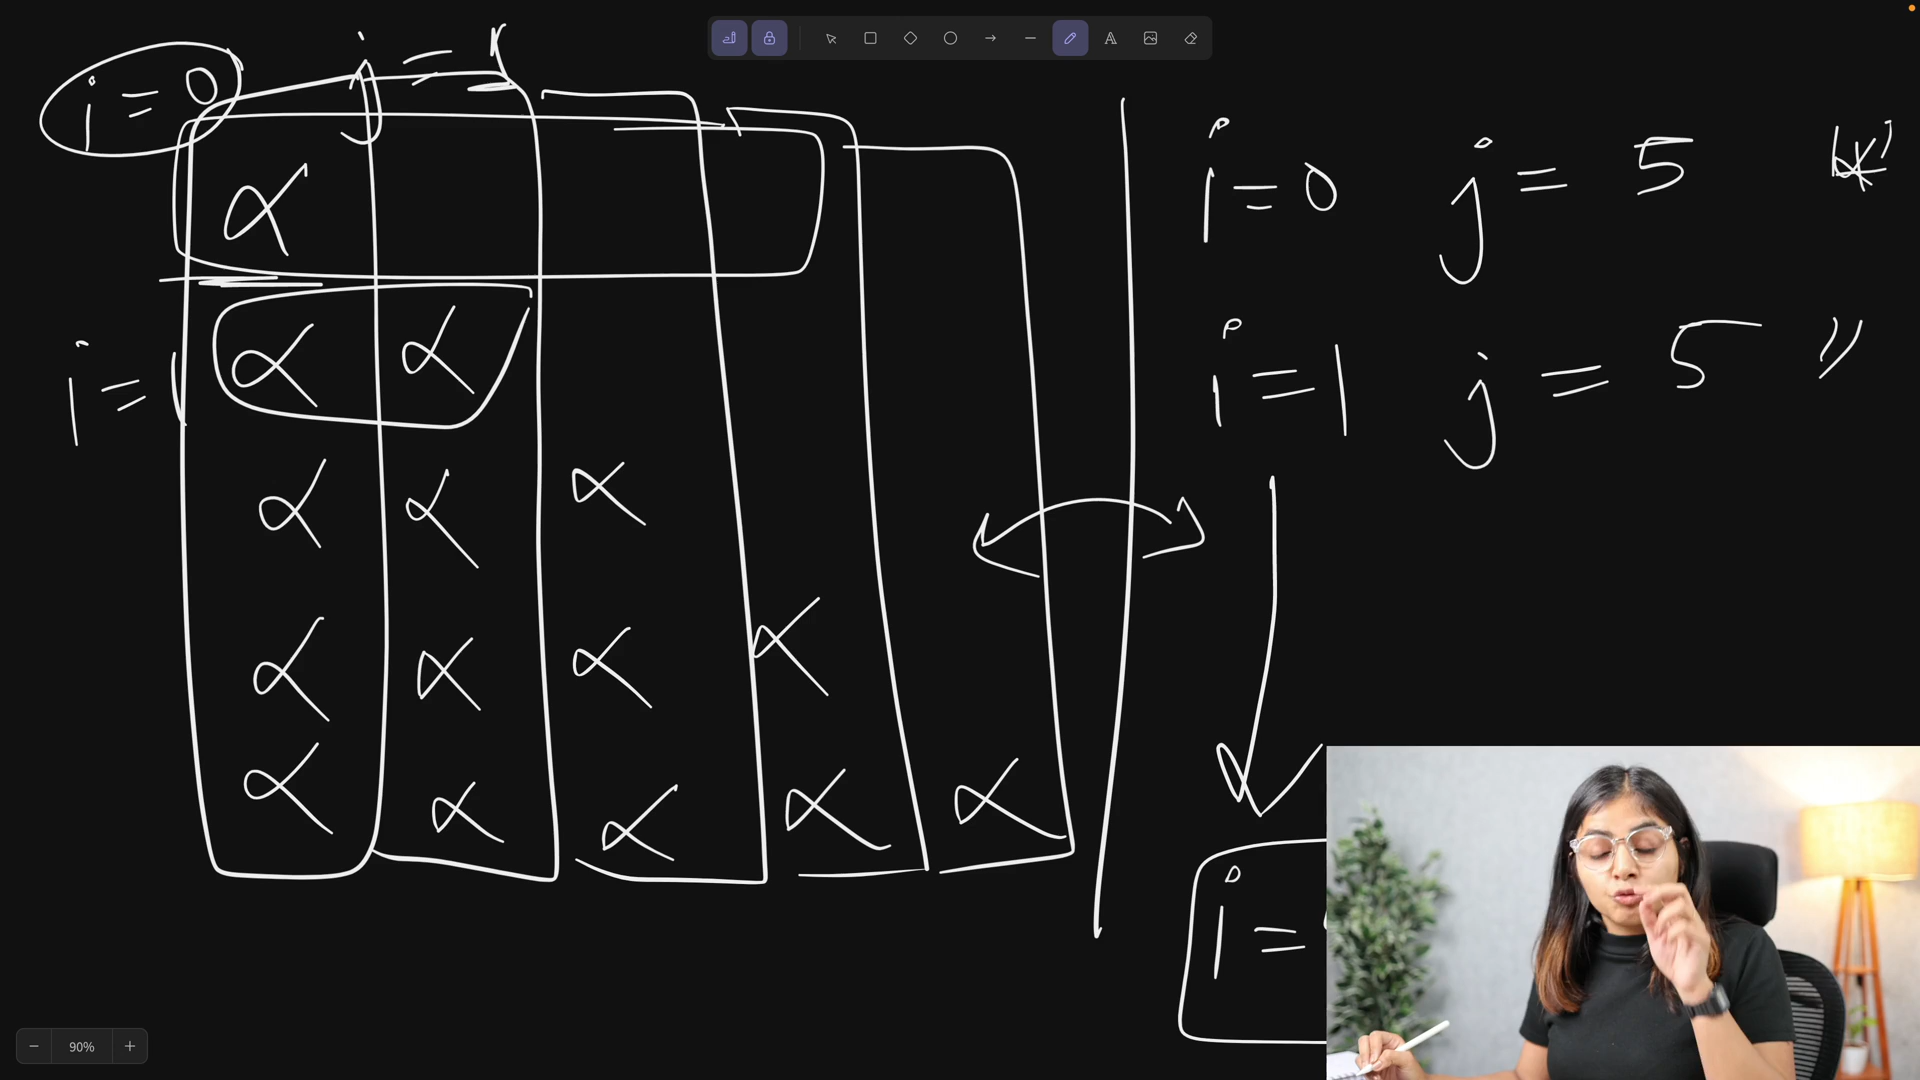 i = 0 j = 1
α
i = 1 α α
α α α
α α α α
α α α α α
i = 0 j = 5
i = 1 j = 5 "
i =
90%